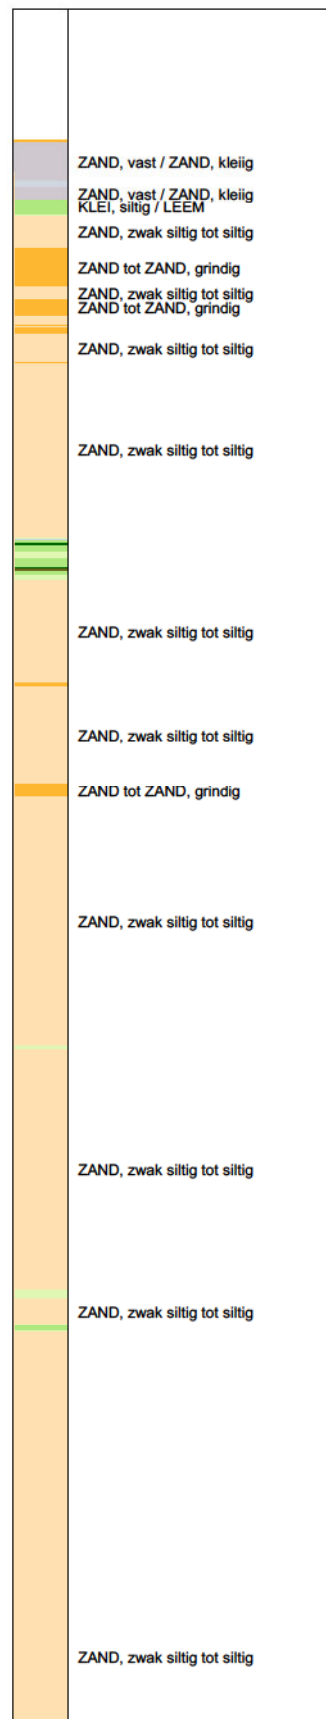 ZAND, vast / ZAND, kleiig
ZAND, vast / ZAND, kleiig
KLEI, siltig / LEEM
ZAND, zwak siltig tot siltig
ZAND tot ZAND, grindig
ZAND, zwak siltig tot siltig
ZAND tot ZAND, grindig
ZAND, zwak siltig tot siltig
ZAND, zwak siltig tot siltig
ZAND, zwak siltig tot siltig
ZAND, zwak siltig tot siltig
ZAND tot ZAND, grindig
ZAND, zwak siltig tot siltig
ZAND, zwak siltig tot siltig
ZAND, zwak siltig tot siltig
ZAND, zwak siltig tot siltig